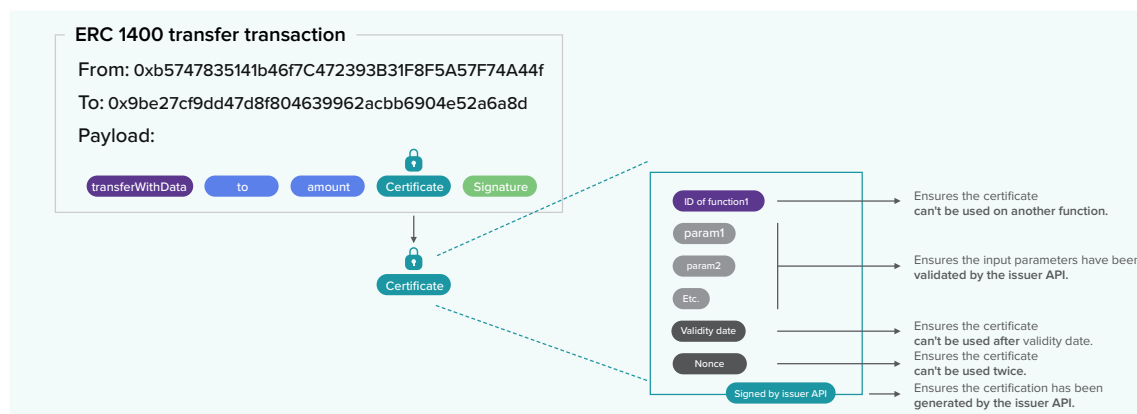 ERC 1400 transfer transaction
From: 0xb5747835141b46f7C472393B31F8F5A57F74A44f
To: 0x9be27cf9dd47d8f804639962acbb6904e52a6a8d
Payload:
transferWithData to amount Certificate Signature
Certificate
ID of function1
Ensures the certificate
can't be used on another function.
param1
param2
Etc.
Ensures the input parameters have been
validated by the issuer API.
Validity date
Ensures the certificate
can't be used after validity date.
Nonce
Ensures the certificate
can't be used twice.
Signed by issuer API
Ensures the certification has been
generated by the issuer API.